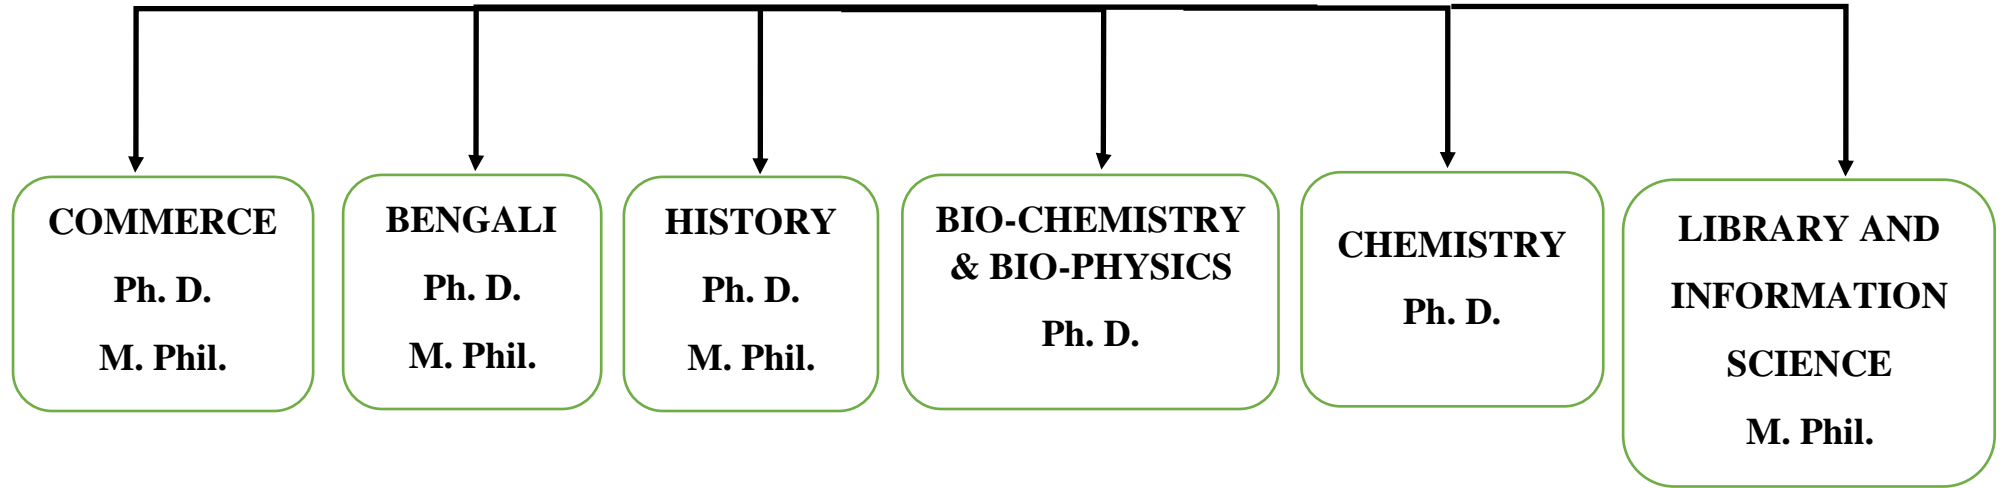 COMMERCE
Ph. D.
M. Phil.
BENGALI
Ph. D.
M. Phil.
HISTORY
Ph. D.
M. Phil.
BIO-CHEMISTRY
& BIO-PHYSICS
Ph. D.
CHEMISTRY
Ph. D.
LIBRARY AND
INFORMATION
SCIENCE
M. Phil.